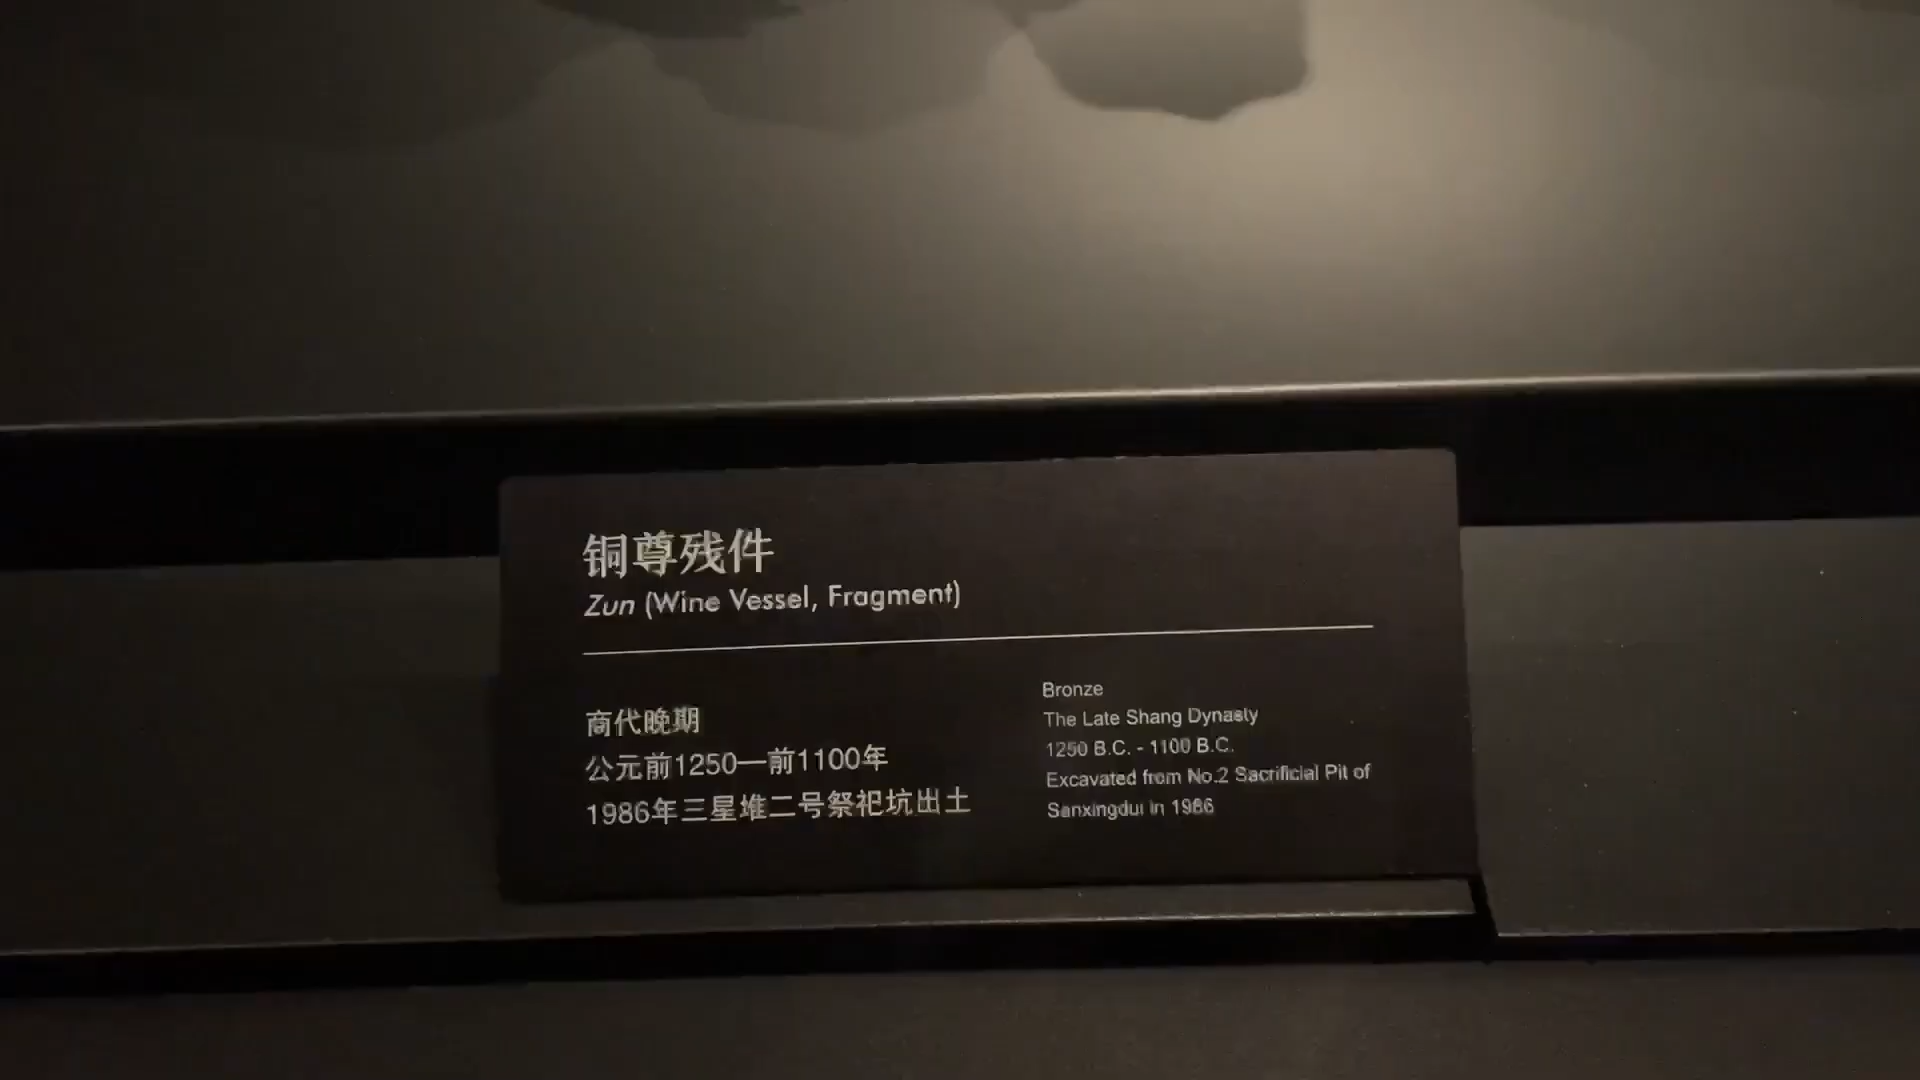 铜尊残件
Zun (Wine Vessel, Fragment)
商代晚期
公元前1250—前1100年
1986年三星堆二号祭祀坑出土
Bronze
The Late Shang Dynasty
1250 B.C. - 1100 B.C.
Excavated from No.2 Sacrificial Pit of
Sanxingdui in 1986